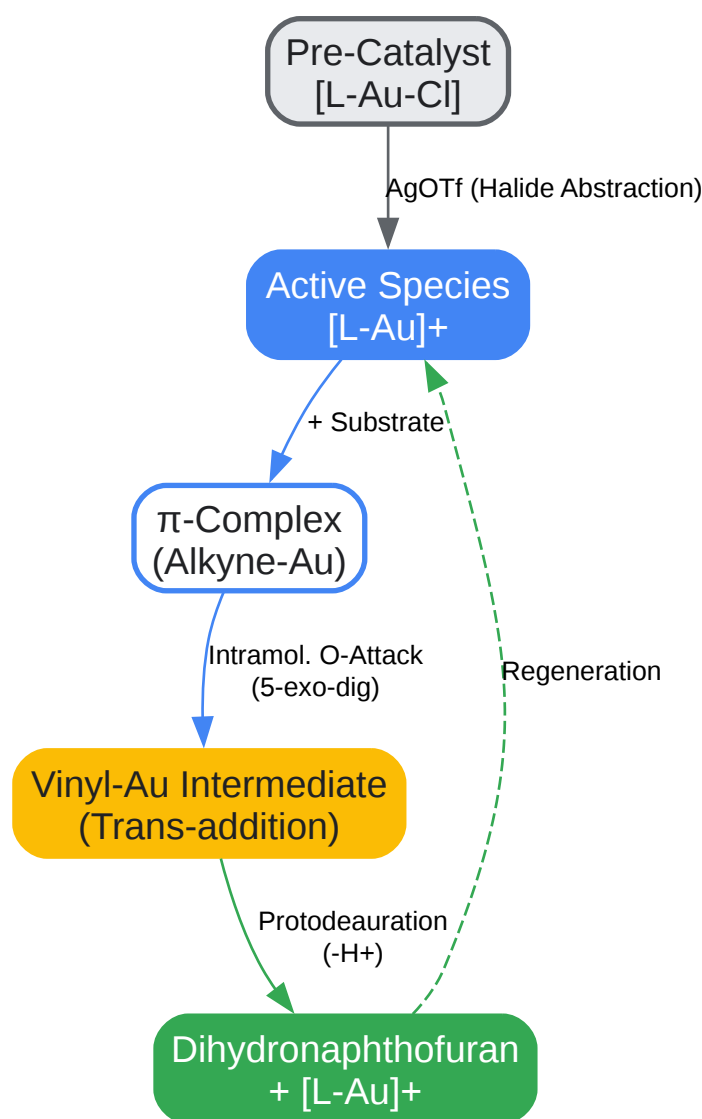 Pre-Catalyst
[L-Au-Cl]
AgOTf (Halide Abstraction)
Active Species
[L-Au]+
+ Substrate
π-Complex
(Alkyne-Au)
Intramol. O-Attack
(5-exo-dig)
Regeneration
Vinyl-Au Intermediate
(Trans-addition)
Protodeauration
(-H+)
Dihydronaphthofuran
+ [L-Au]+